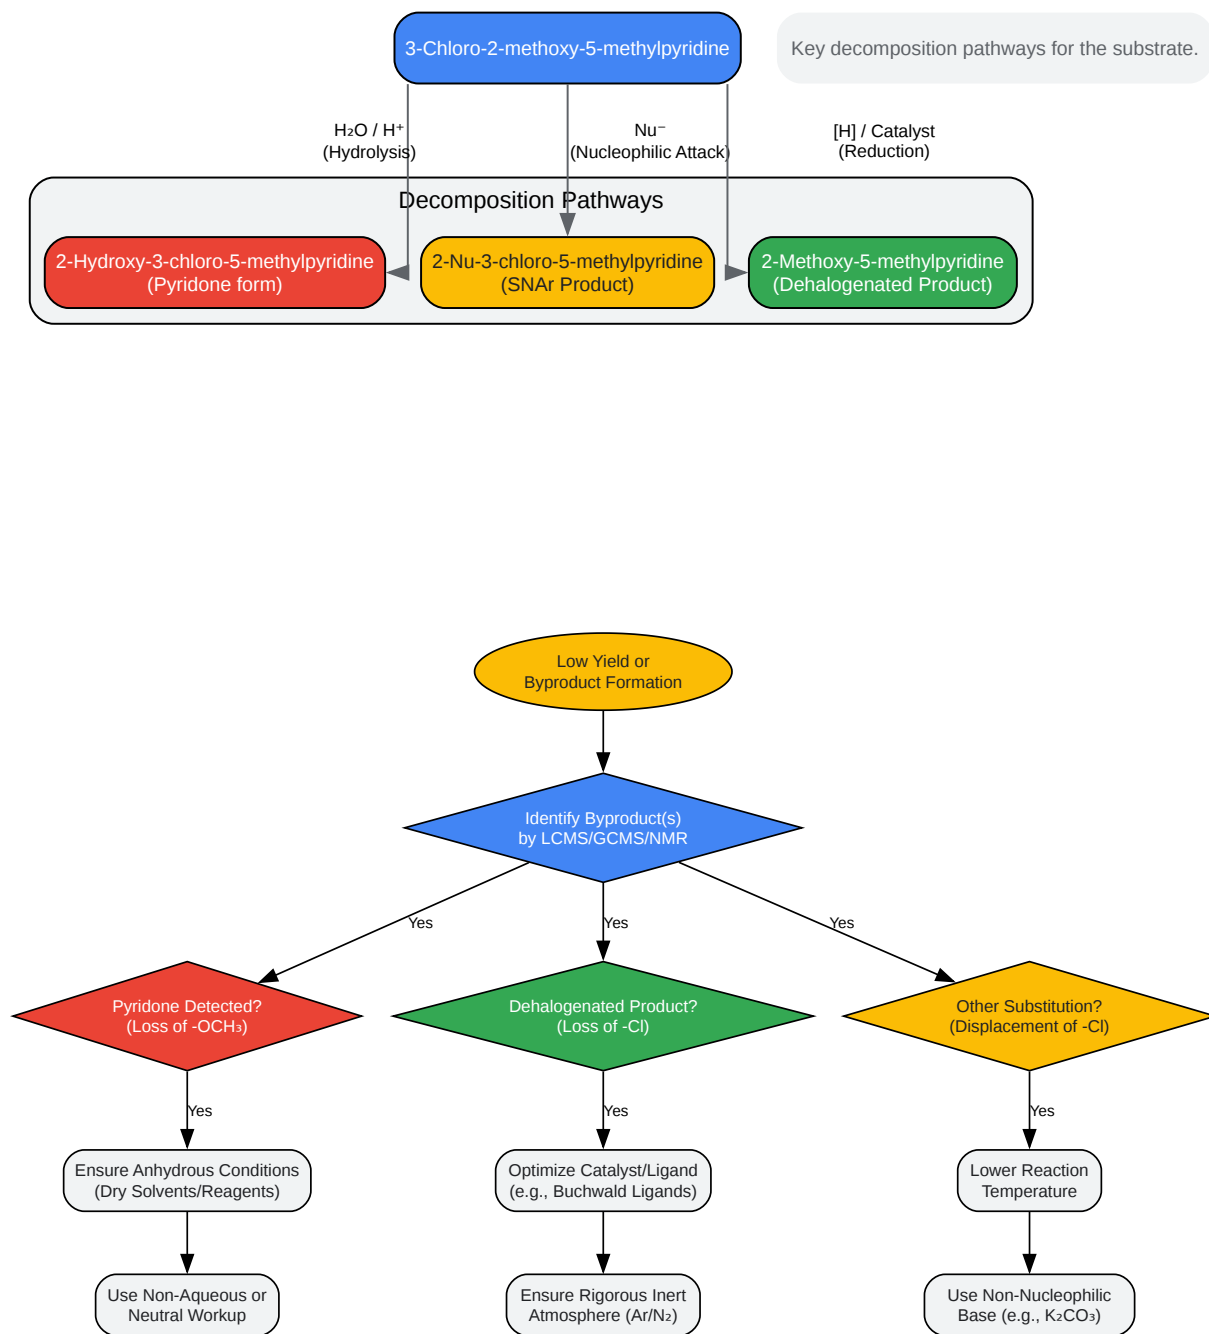 3-Chloro-2-methoxy-5-methylpyridine
Key decomposition pathways for the substrate.
H₂O / H⁺
(Hydrolysis)
Nu⁻
(Nucleophilic Attack)
[H] / Catalyst
(Reduction)
Decomposition Pathways
2-Hydroxy-3-chloro-5-methylpyridine
(Pyridone form)
2-Nu-3-chloro-5-methylpyridine
(SNAr Product)
2-Methoxy-5-methylpyridine
(Dehalogenated Product)
Low Yield or
Byproduct Formation
Identify Byproduct(s)
by LCMS/GCMS/NMR
Yes
Yes
Yes
Pyridone Detected?
(Loss of -OCH₃)
Dehalogenated Product?
(Loss of -Cl)
Other Substitution?
(Displacement of -Cl)
Yes
Yes
Yes
Ensure Anhydrous Conditions
(Dry Solvents/Reagents)
Optimize Catalyst/Ligand
(e.g., Buchwald Ligands)
Lower Reaction
Temperature
Use Non-Aqueous or
Neutral Workup
Ensure Rigorous Inert
Atmosphere (Ar/N₂)
Use Non-Nucleophilic
Base (e.g., K₂CO₃)